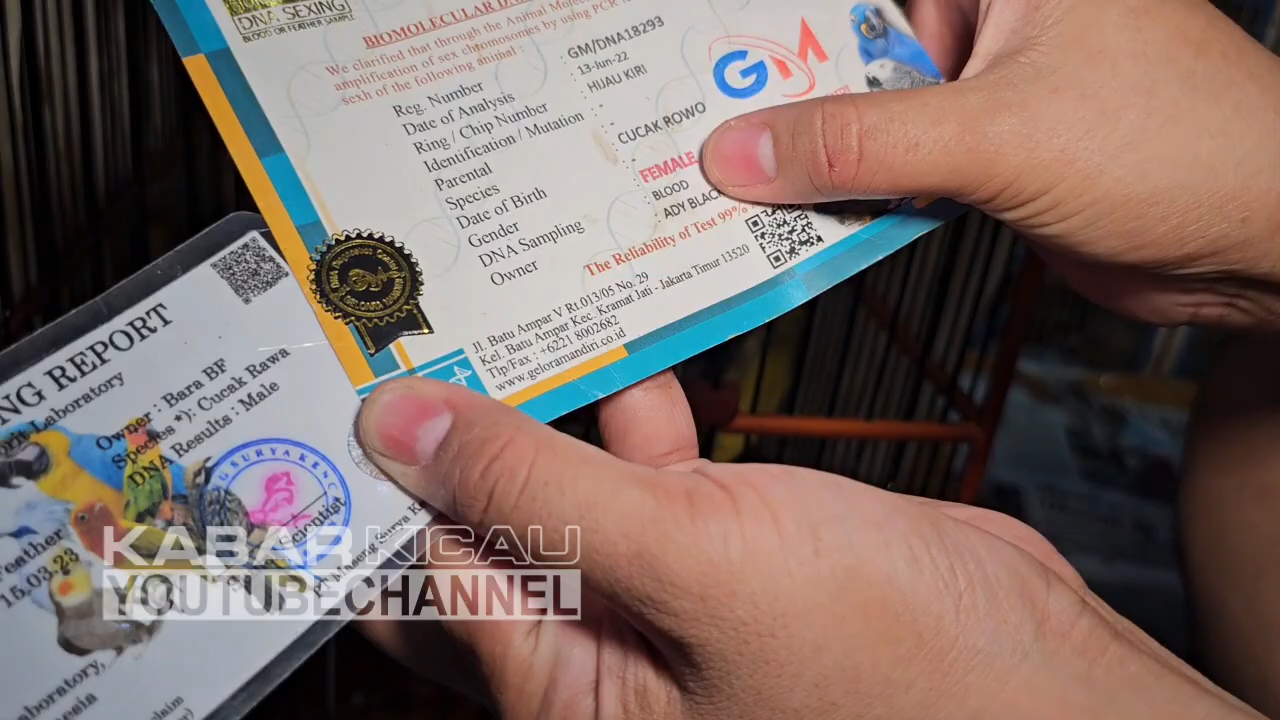 DNA SEXING
BLOOD OR FEATHER SAMPLE
BIOMOLECULAR
We clarified that through the Animal
amplification of sex chromosomes by using PCR
sexh of the following animal :
Reg. Number : GM/DNA18293
Date of Analysis : 13-Jun-22
Ring / Chip Number : HIJAU KIRI
Identification / Mutation : -
Parental :
Species : CUCAK ROWO
Date of Birth : -
Gender : FEMALE
DNA Sampling : BLOOD
Owner : ADY BLACK
The Reliability of Test 99%
GM
Jl. Batu Ampar V Rt.013/05 No. 29
Kel. Batu Ampar Kec. Kramat Jati - Jakarta Timur 13520
Tlp/Fax : +6221 8002682
www.geloramandiri.co.id
NG REPORT
Laboratory
Owner : Bara BF
Species *): Cucak Rawa
DNA Results : Male
SURYA KENC
Scientist
Surya
Feather
15.03.23
KABAR KICAU
YOUTUBECHANNEL